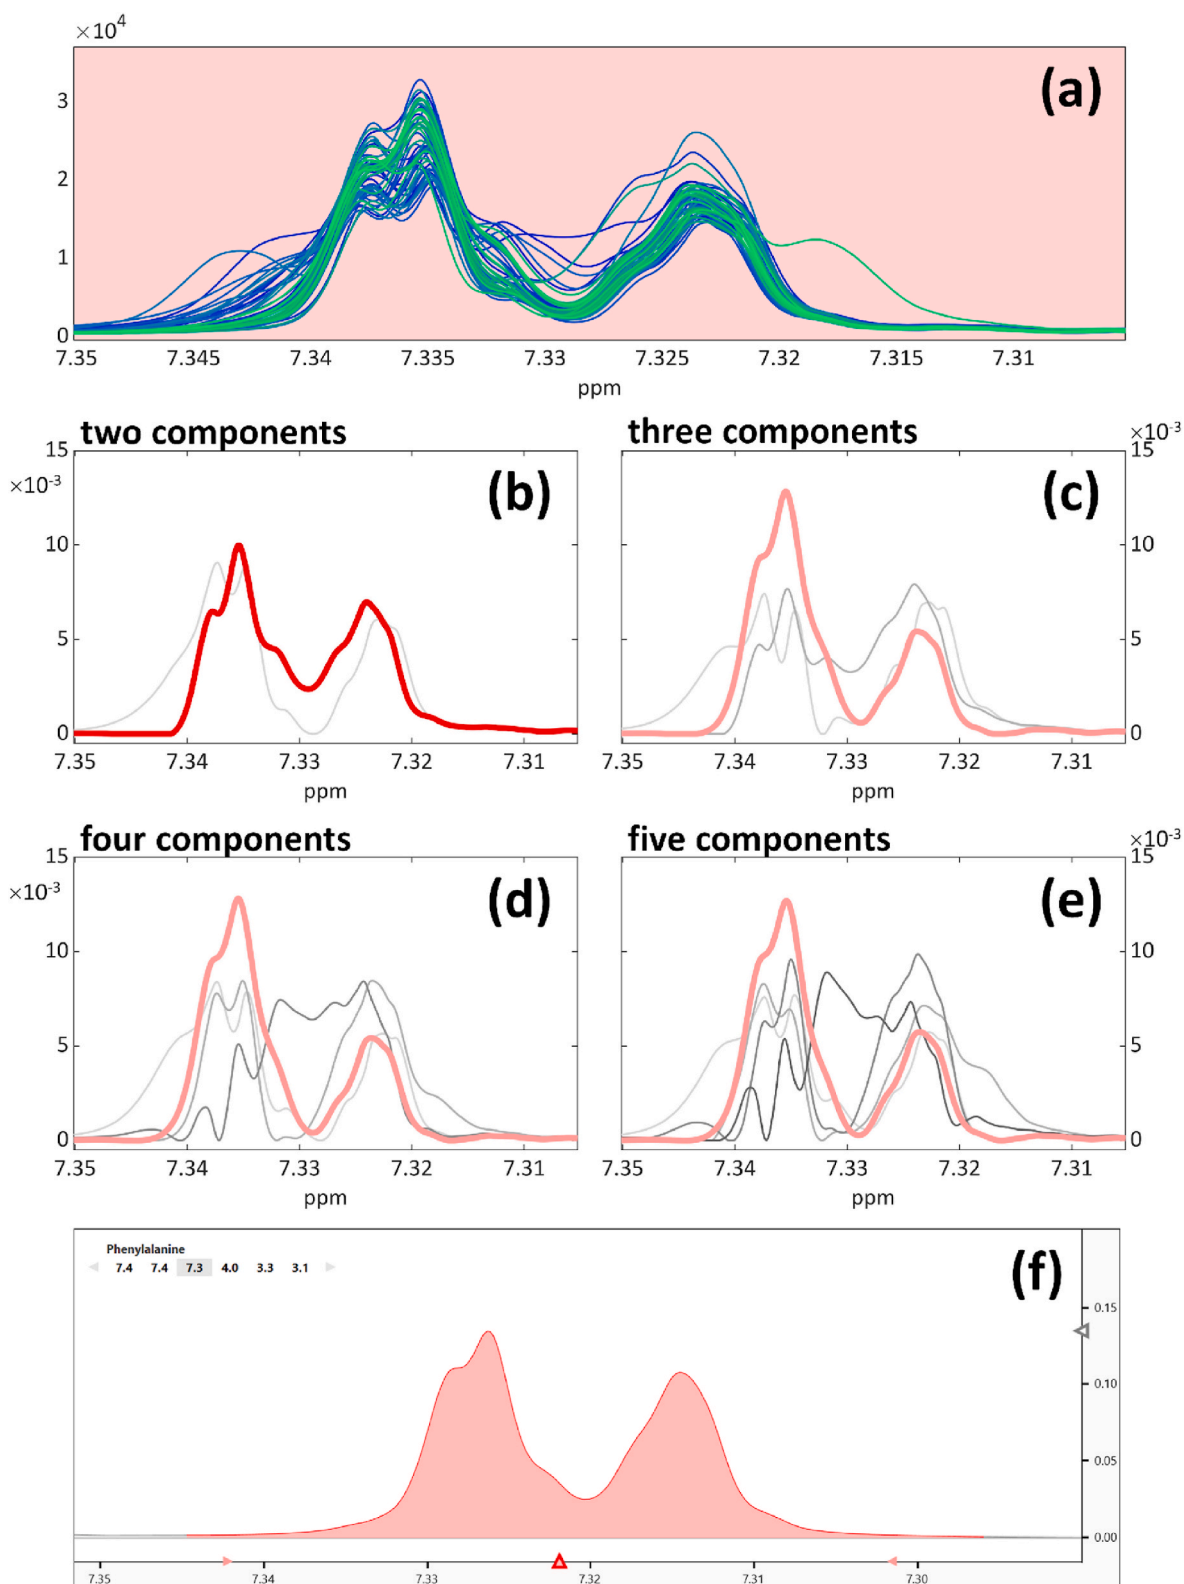 ×10⁴
(a)
3
2
1
0
7.35 7.345 7.34 7.335 7.33 7.325 7.32 7.315 7.31
ppm
two components
three components
×10⁻³
15
×10⁻³
(b)
10
5
0
7.35 7.34 7.33 7.32 7.31
ppm
15
(c)
10
5
0
7.35 7.34 7.33 7.32 7.31
ppm
four components
five components
×10⁻³
15
×10⁻³
(d)
10
5
0
7.35 7.34 7.33 7.32 7.31
ppm
15
(e)
10
5
0
7.35 7.34 7.33 7.32 7.31
ppm
Phenylalanine
7.4 7.4 7.3 4.0 3.3 3.1
(f)
0.15
0.10
0.05
0.00
7.35 7.34 7.33 7.32 7.31 7.30